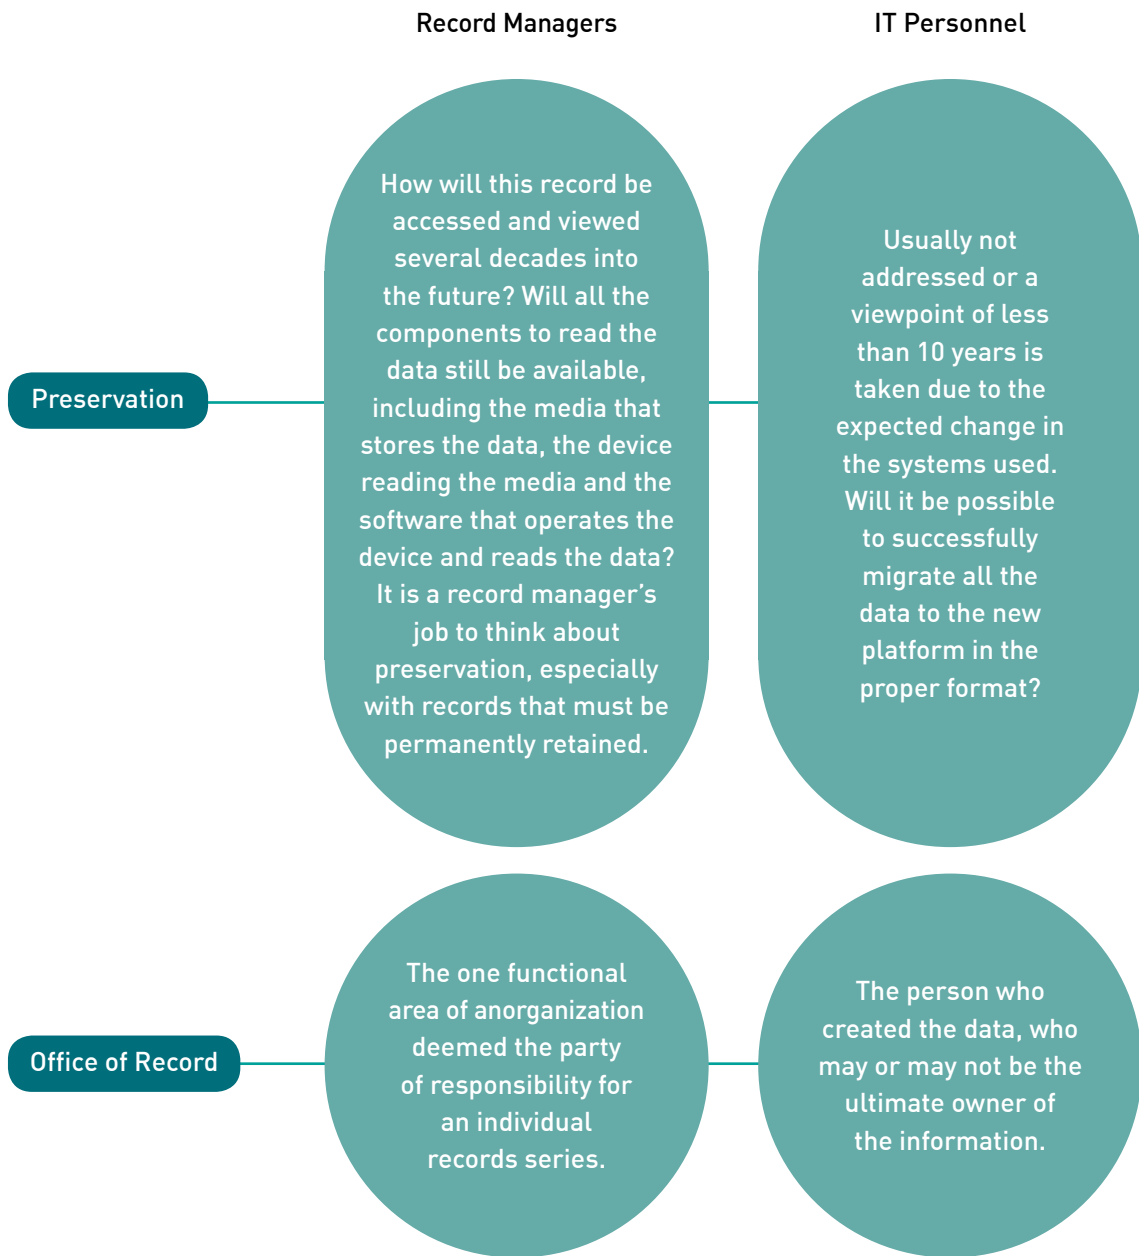 Record Managers
IT Personnel
Preservation
How will this record be
accessed and viewed
several decades into
the future? Will all the
components to read the
data still be available,
including the media that
stores the data, the device
reading the media and the
software that operates the
device and reads the data?
It is a record manager’s
job to think about
preservation, especially
with records that must be
permanently retained.
Usually not
addressed or a
viewpoint of less
than 10 years is
taken due to the
expected change in
the systems used.
Will it be possible
to successfully
migrate all the
data to the new
platform in the
proper format?
Office of Record
The one functional
area of anorganization
deemed the party
of responsibility for
an individual
records series.
The person who
created the data, who
may or may not be the
ultimate owner of
the information.